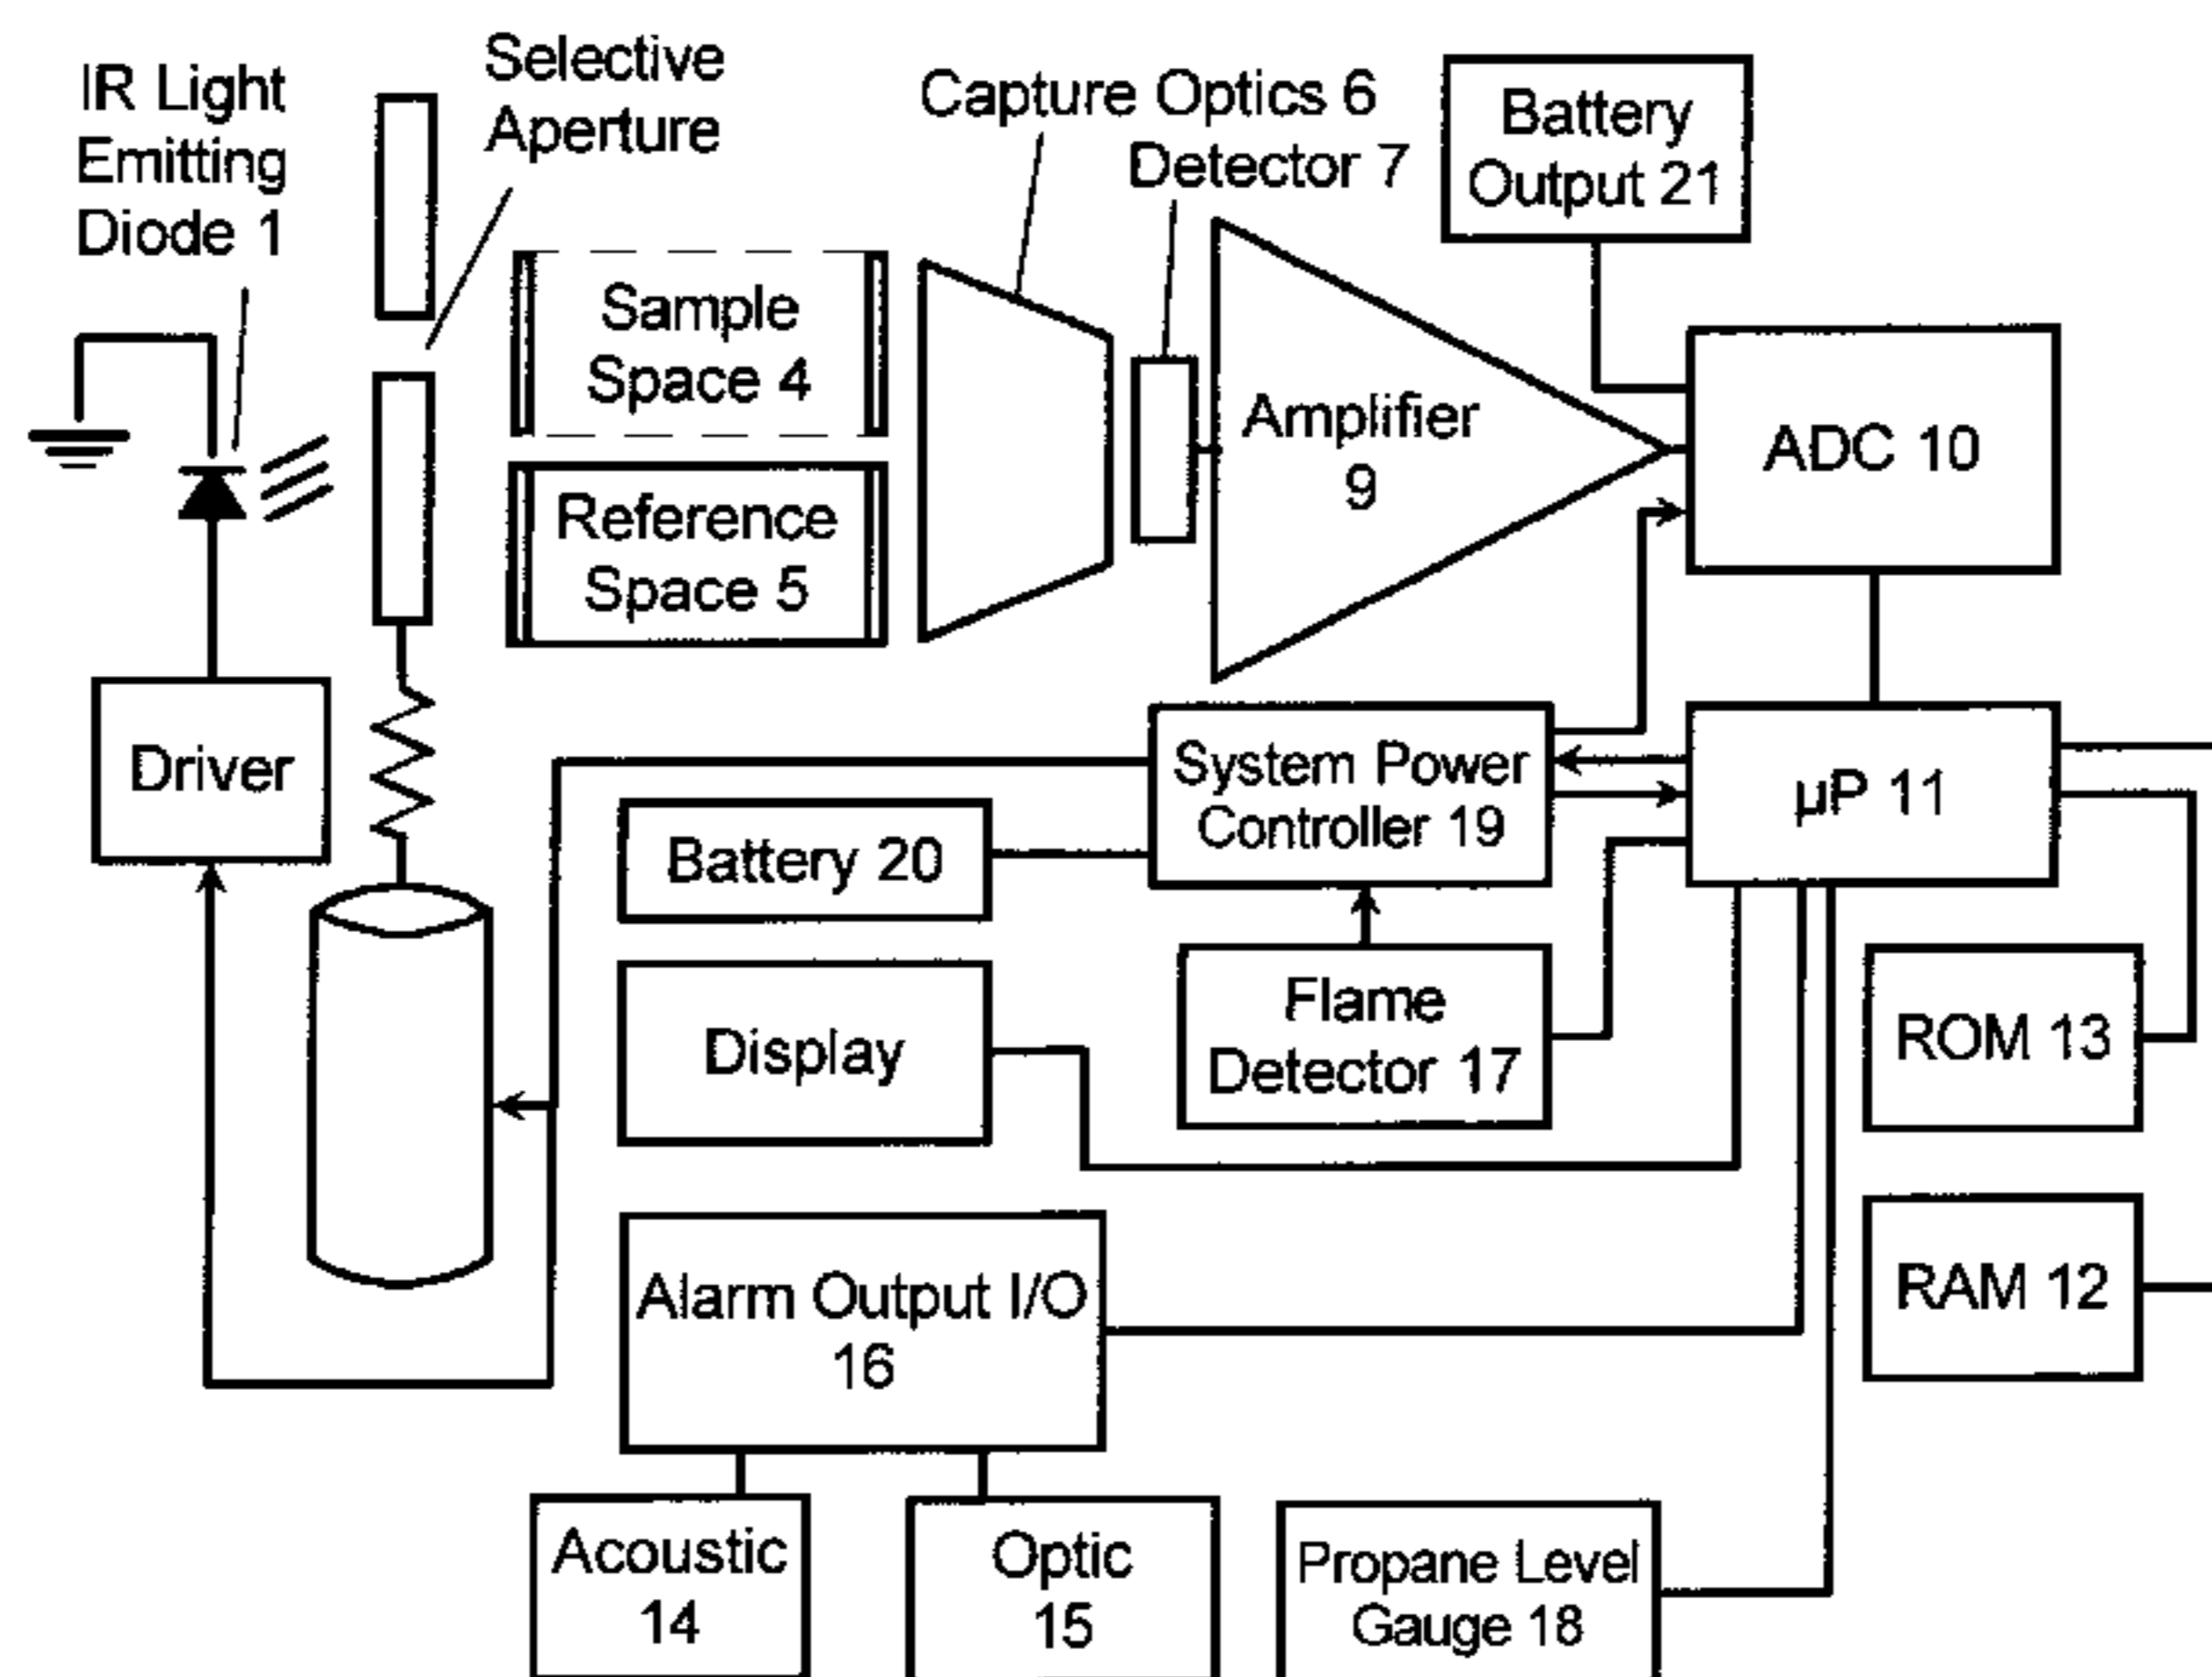 IR Light
Emitting
Diode 1
Selective
Aperture
Capture Optics 6
Detector 7
Battery
Output 21
Sample
Space 4
Reference
Space 5
Amplifier
9
ADC 10
Driver
System Power
Controller 19
µP 11
Battery 20
Display
Flame
Detector 17
ROM 13
RAM 12
Alarm Output I/O
16
Acoustic
14
Optic
15
Propane Level
Gauge 18